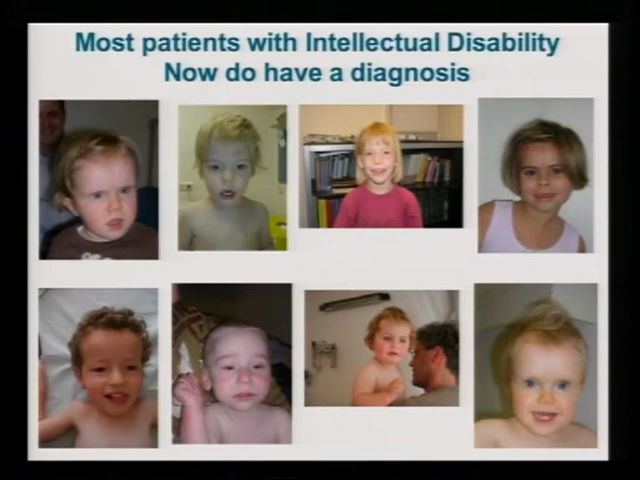 Most patients with Intellectual Disability
Now do have a diagnosis